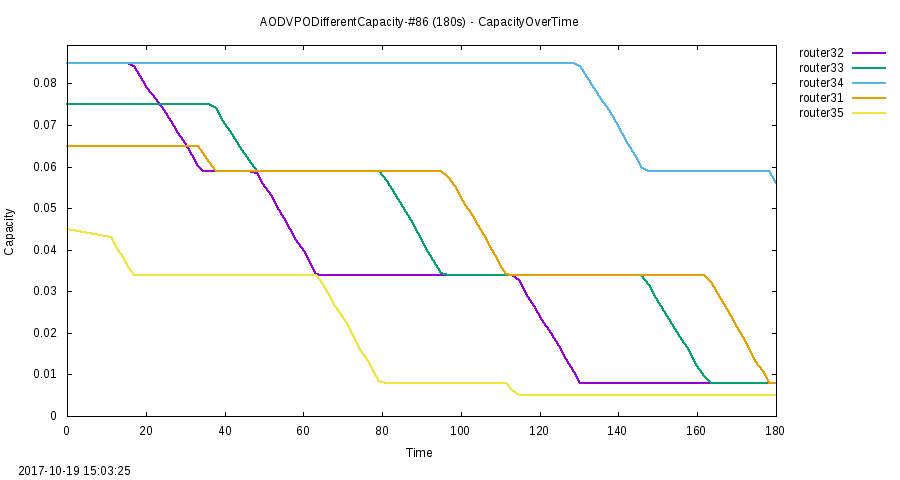 AODVPODifferentCapacity-#86 (180s) - CapacityOverTime
router32
router33
router34
router31
router35
0.08
0.07
0.06
0.05
0.04
0.03
0.02
0.01
0
Capacity
0 20 40 60 80 100 120 140 160 180
Time
2017-10-19 15:03:25